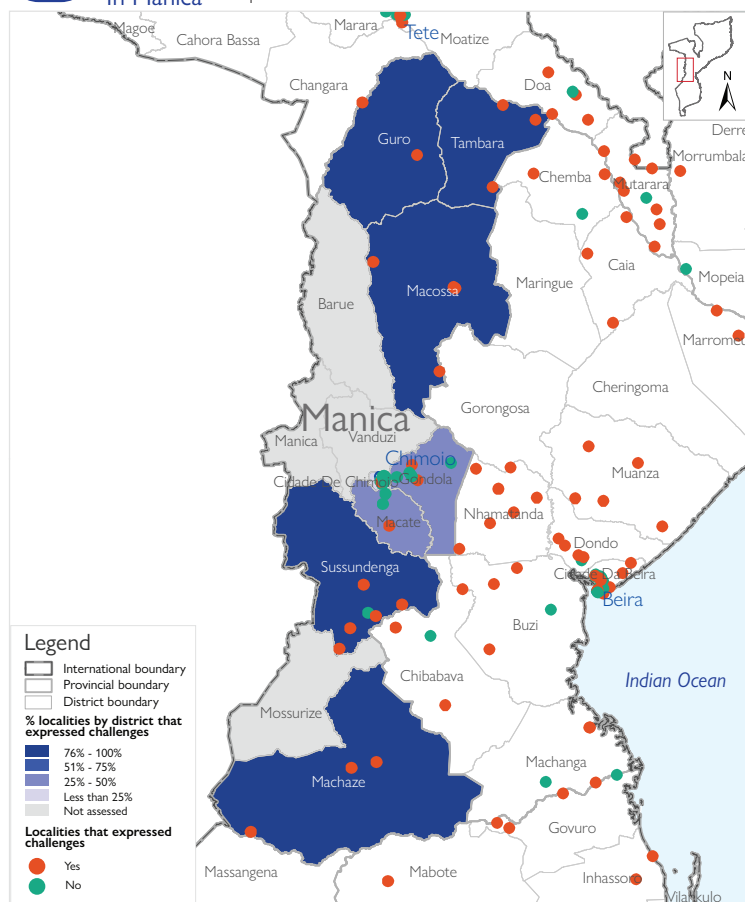 in Manica
Marara
Tete
Magoe
Cahora Bassa
Moatize
Changara
Doa
N
Derre
Guro
Tambara
Morrumbala
Chemba
Mutarara
Caia
Mopeia
Maringue
Barue
Macossa
Marromeu
Cheringoma
Gorongosa
Manica
Vanduzi
Manica
Chimoio
Muanza
Cidade De Chimoio
Gondola
Nhamatanda
Macate
Dondo
Sussundenga
Cidade Da Beira
Beira
Buzi
Chibabava
Indian Ocean
Mossurize
Machanga
Machaze
Govuro
Massangena
Mabote
Inhassoro
Vilankulo
Legend
International boundary
Provincial boundary
District boundary
% localities by district that
expressed challenges
76% - 100%
51% - 75%
25% - 50%
Less than 25%
Not assessed
Localities that expressed
challenges
Yes
No